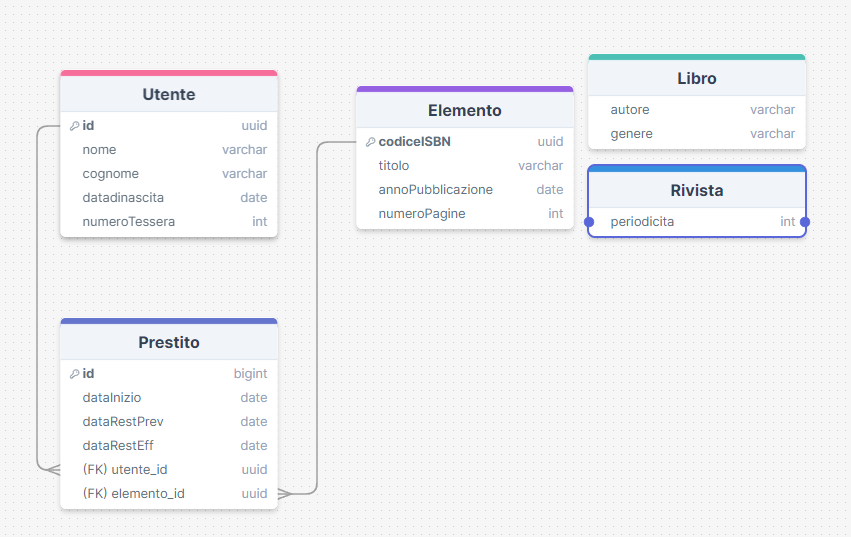 Utente
id uuid
nome varchar
cognome varchar
datadinascita date
numeroTessera int
Elemento
codiceISBN uuid
titolo varchar
annoPubblicazione date
numeroPagine int
Libro
autore varchar
genere varchar
Rivista
periodicita int
Prestito
id bigint
dataInizio date
dataRestPrev date
dataRestEff date
(FK) utente_id uuid
(FK) elemento_id uuid